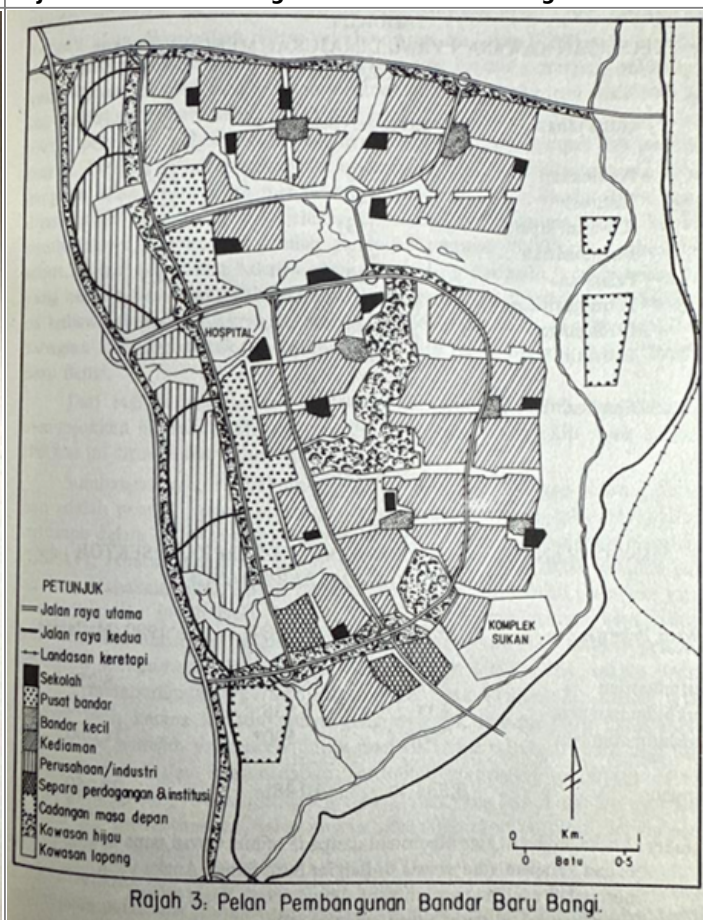 HOSPITAL
KOMPLEK
SUKAN
PETUNJUK
Jalan raya utama
Jalan raya kedua
Landasan keretapi
Sekolah
Pusat bandar
Bandar kecil
Kediaman
Perusahaan/industri
Separa perdagangan & institusi
Cadangan masa depan
Kawasan hijau
Kawasan lapang
0 Km.
0 Batu 0·5
Rajah 3: Pelan Pembangunan Bandar Baru Bangi.